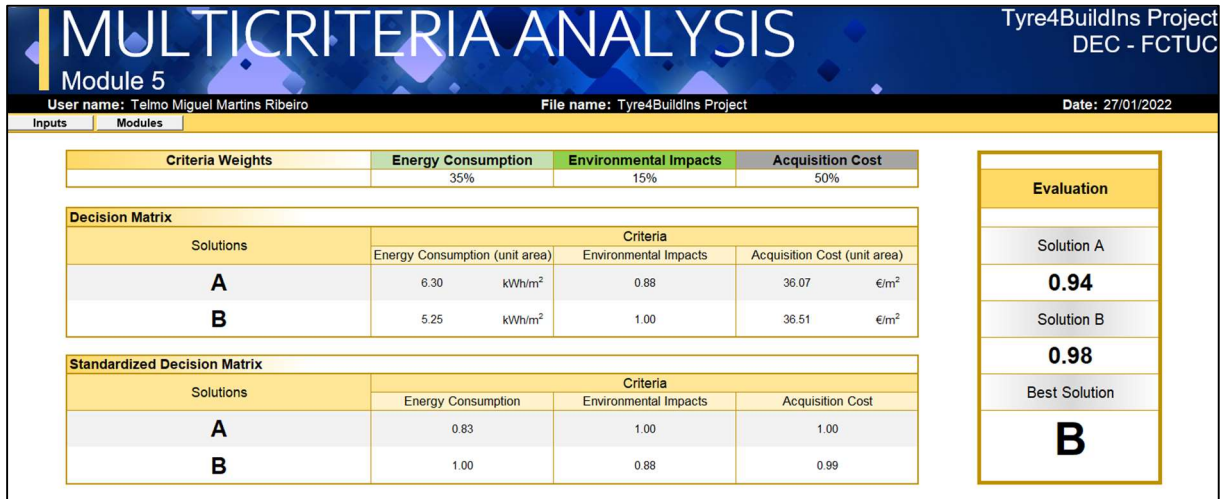 MULTICRITERIA ANALYSIS
Module 5
Tyre4BuildIns Project
DEC - FCTUC
User name: Telmo Miguel Martins Ribeiro File name: Tyre4BuildIns Project Date: 27/01/2022
Inputs Modules
Criteria Weights Energy Consumption Environmental Impacts Acquisition Cost
35% 15% 50%
Decision Matrix
Solutions Criteria
Energy Consumption (unit area) Environmental Impacts Acquisition Cost (unit area)
A 6.30 kWh/m² 0.88 36.07 €/m²
B 5.25 kWh/m² 1.00 36.51 €/m²
Standardized Decision Matrix
Solutions Criteria
Energy Consumption Environmental Impacts Acquisition Cost
A 0.83 1.00 1.00
B 1.00 0.88 0.99
Evaluation
Solution A
0.94
Solution B
0.98
Best Solution
B